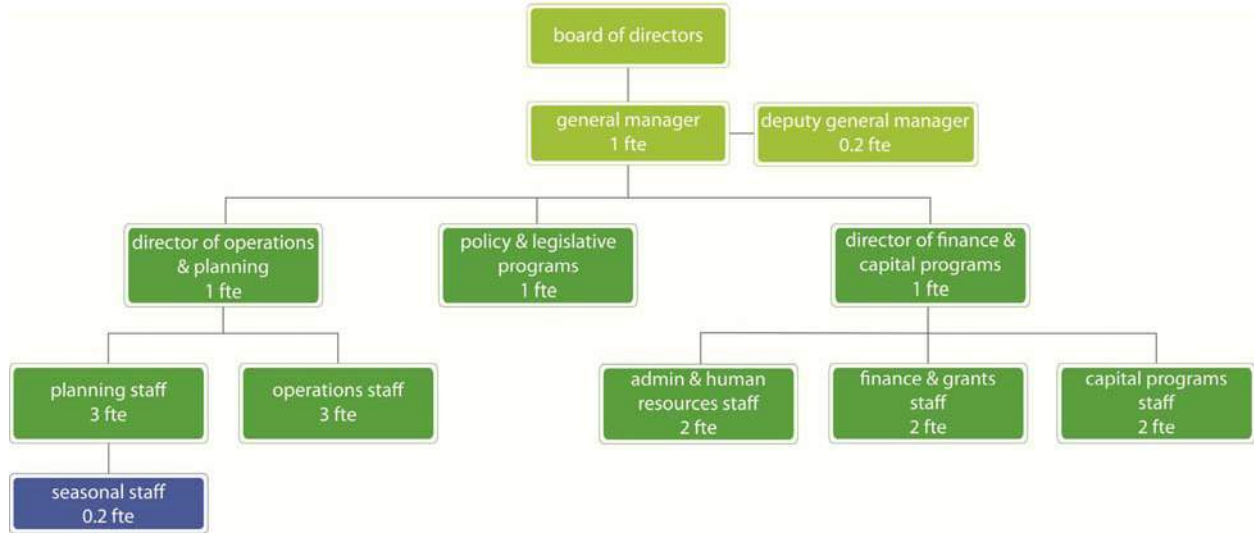 board of directors
general manager
1 fte
deputy general manager
0.2 fte
director of operations
& planning
1 fte
policy & legislative
programs
1 fte
director of finance &
capital programs
1 fte
planning staff
3 fte
operations staff
3 fte
admin & human
resources staff
2 fte
finance & grants
staff
2 fte
capital programs
staff
2 fte
seasonal staff
0.2 fte